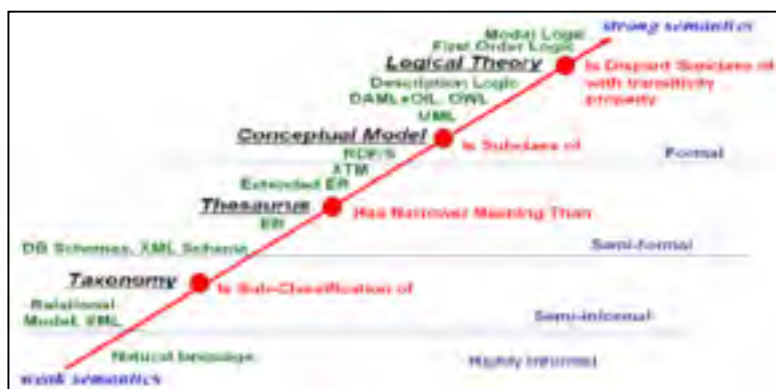 strong semantics
Modal Logic
First Order Logic
Logical Theory
Is Disjoint Subclass of
with transitivity
property
Description Logic
DAML+OIL, OWL
UML
Conceptual Model
Is Subclass of
Formal
RDF/S
XTM
Extended ER
Thesaurus
Has Narrower Meaning Than
ER
DB Schemas, XML Schema
Semi-formal
Taxonomy
Is Sub-Classification of
Relational
Model, XML
Semi-informal
Natural language
Highly Informal
weak semantics